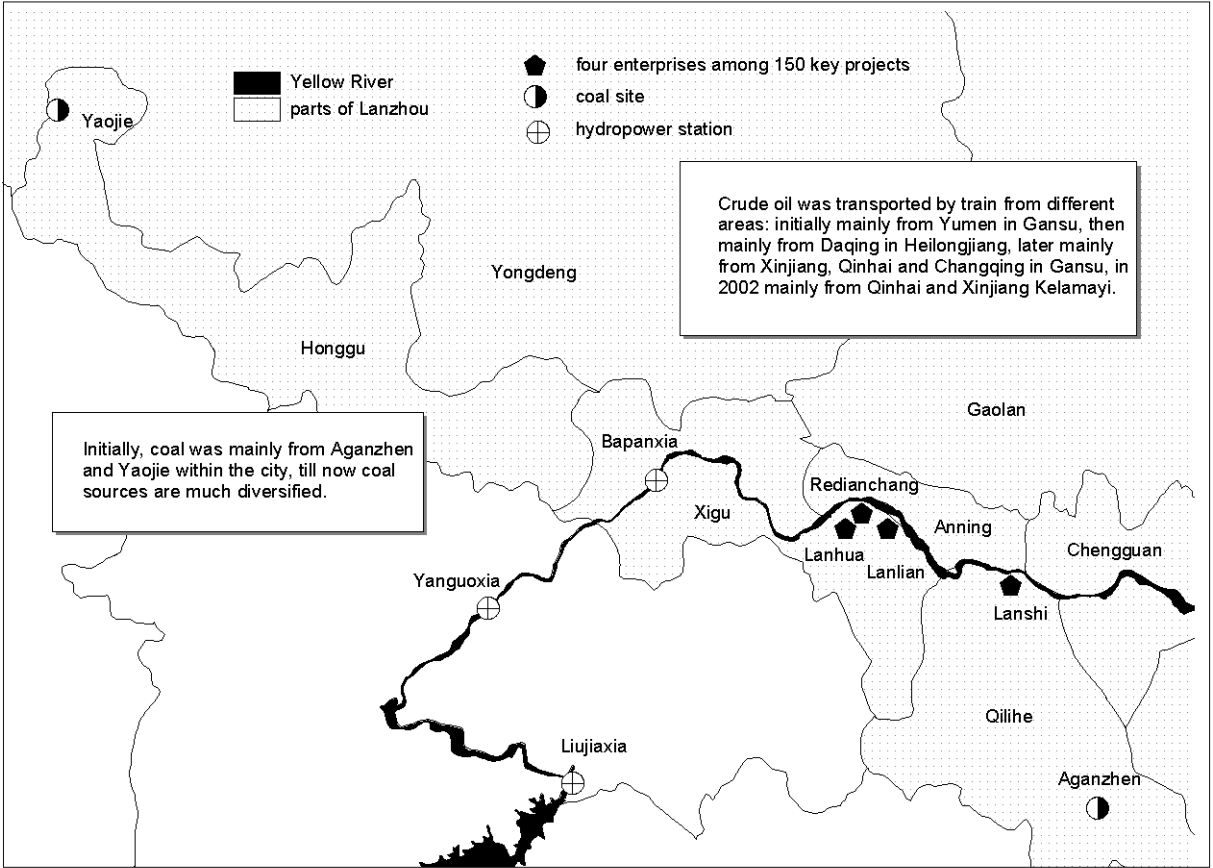 Yellow River
parts of Lanzhou
four enterprises among 150 key projects
coal site
hydropower station
Yaojie
Crude oil was transported by train from different
areas: initially mainly from Yumen in Gansu, then
mainly from Daqing in Heilongjiang, later mainly
from Xinjiang, Qinhai and Changqing in Gansu, in
2002 mainly from Qinhai and Xinjiang Kelamayi.
Yongdeng
Honggu
Gaolan
Initially, coal was mainly from Aganzhen
and Yaojie within the city, till now coal
sources are much diversified.
Bapanxia
Redianchang
Xigu
Anning
Lanhua
Chengguan
Lanlian
Yanguoxia
Lanshi
Qilihe
Liujiaxia
Aganzhen